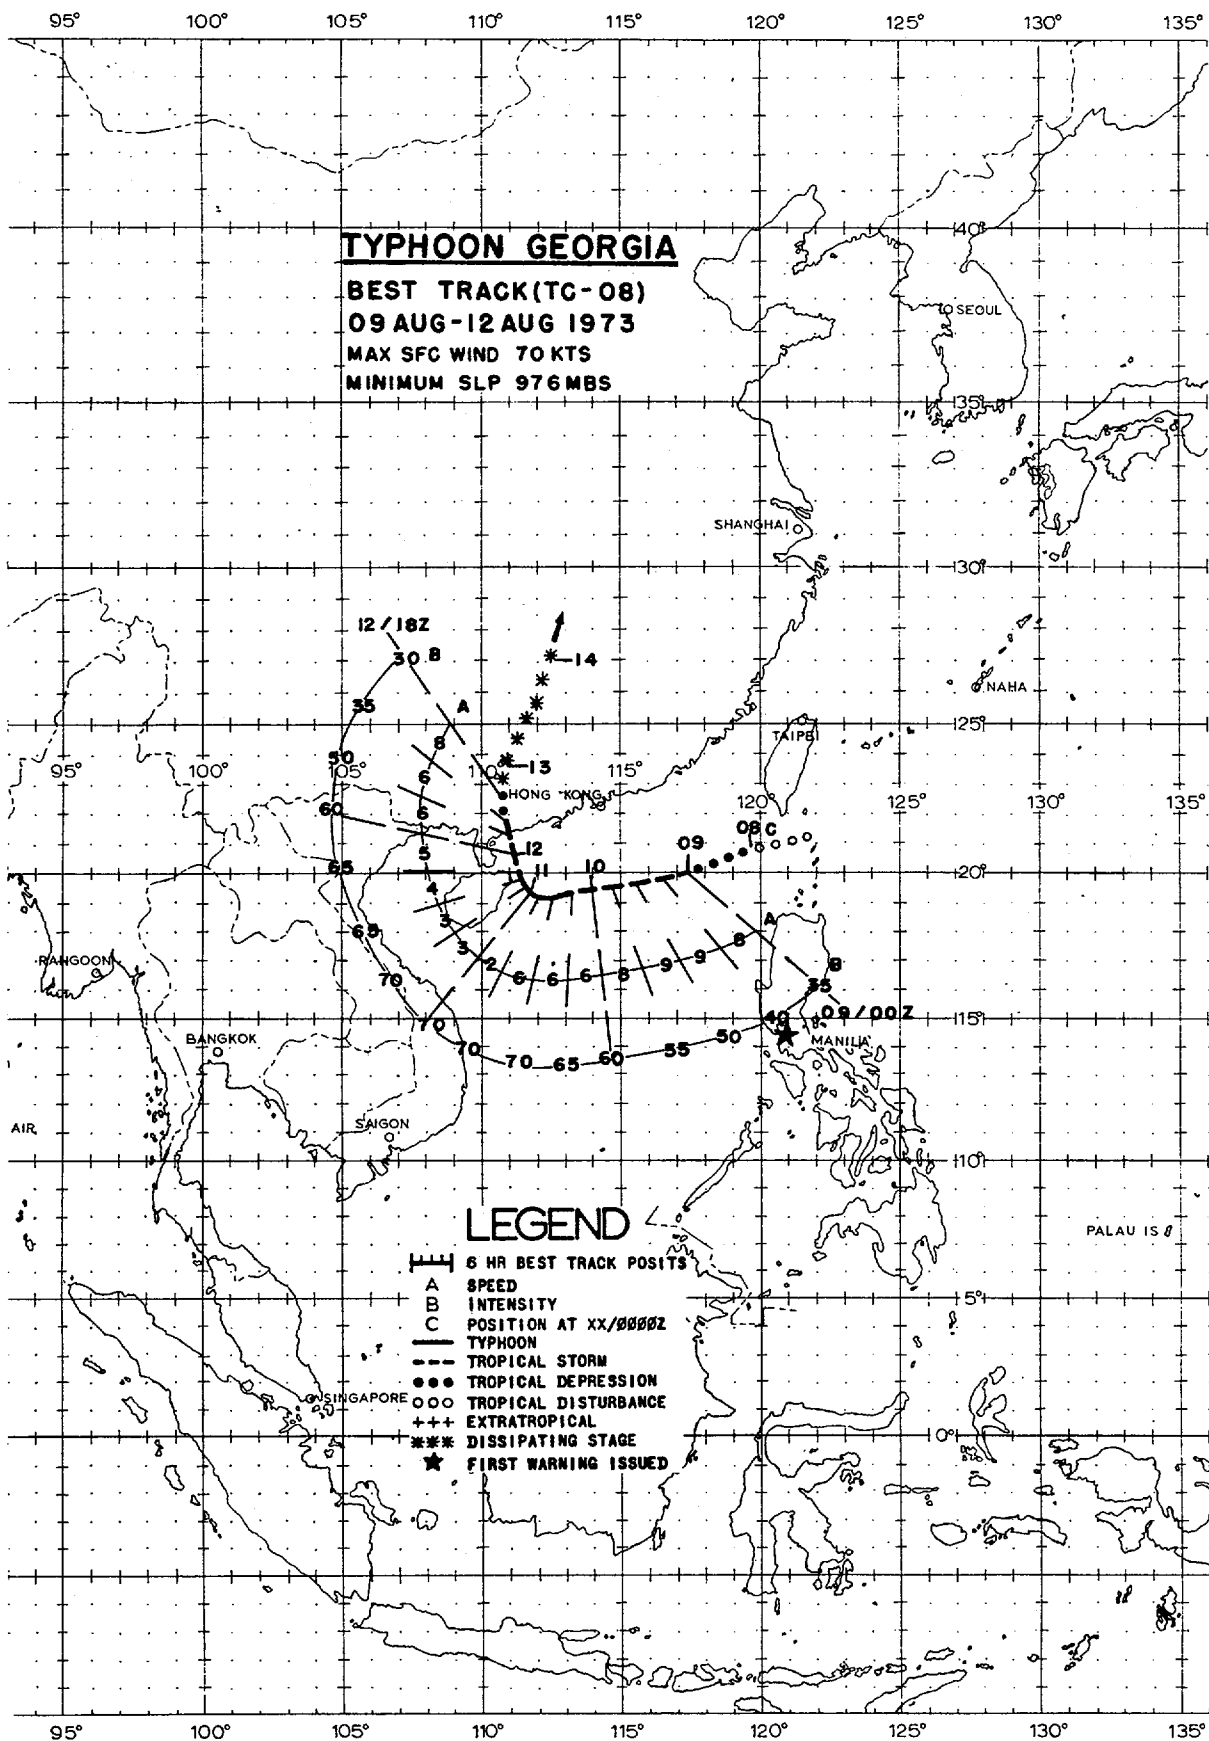 95° 100° 105° 110° 115° 120° 125° 130° 135°
TYPHOON GEORGIA
BEST TRACK(TC-08)
09 AUG-12 AUG 1973
MAX SFC WIND 70 KTS
MINIMUM SLP 976 MBS
40°
SEOUL
35°
SHANGHAI
30°
12/18Z
30 B
14
NAHA
35
A
25°
TAIPEI
8
50
95° 100° 105° 110° 115° 120° 125° 130° 135°
13
6
HONG KONG
60
6
08 C
12
09
5
65
11
10
20°
4
3
A
65
3
8
RANGOON
2
6
6
6
8
9
9
B
70
35
70
40
09/00Z
15°
BANGKOK
70
70
65
60
55
50
MANILA
SAIGON
AIR
10°
LEGEND
PALAU IS
6 HR BEST TRACK POSITS
A SPEED
B INTENSITY
5°
C POSITION AT XX/0000Z
TYPHOON
TROPICAL STORM
TROPICAL DEPRESSION
SINGAPORE
TROPICAL DISTURBANCE
+++ EXTRATROPICAL
*** DISSIPATING STAGE
0°
★ FIRST WARNING ISSUED
95° 100° 105° 110° 115° 120° 125° 130° 135°